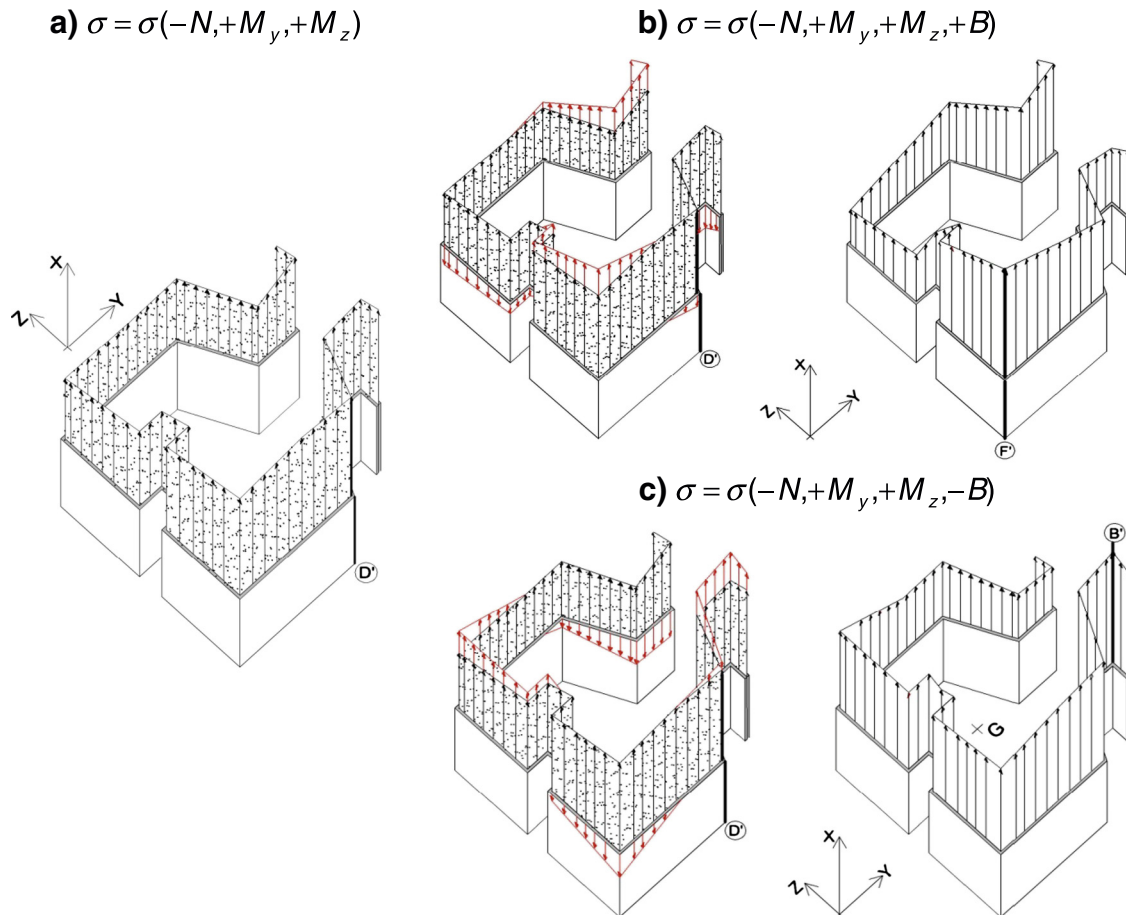 a) σ = σ(−N,+M_y,+M_z)
b) σ = σ(−N,+M_y,+M_z,+B)
X
Y
Z
D'
D'
X
Y
Z
F'
c) σ = σ(−N,+M_y,+M_z,−B)
B'
G
D'
X
Y
Z